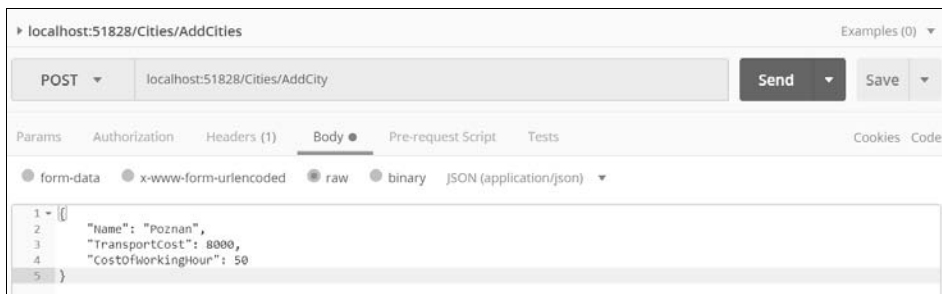 localhost:51828/Cities/AddCities Examples (0)
POST localhost:51828/Cities/AddCity Send Save
Params Authorization Headers (1) Body Pre-request Script Tests Cookies Code
form-data x-www-form-urlencoded raw binary JSON (application/json)
1 {
2 "Name": "Poznan",
3 "TransportCost": 8000,
4 "CostOfWorkingHour": 50
5 }